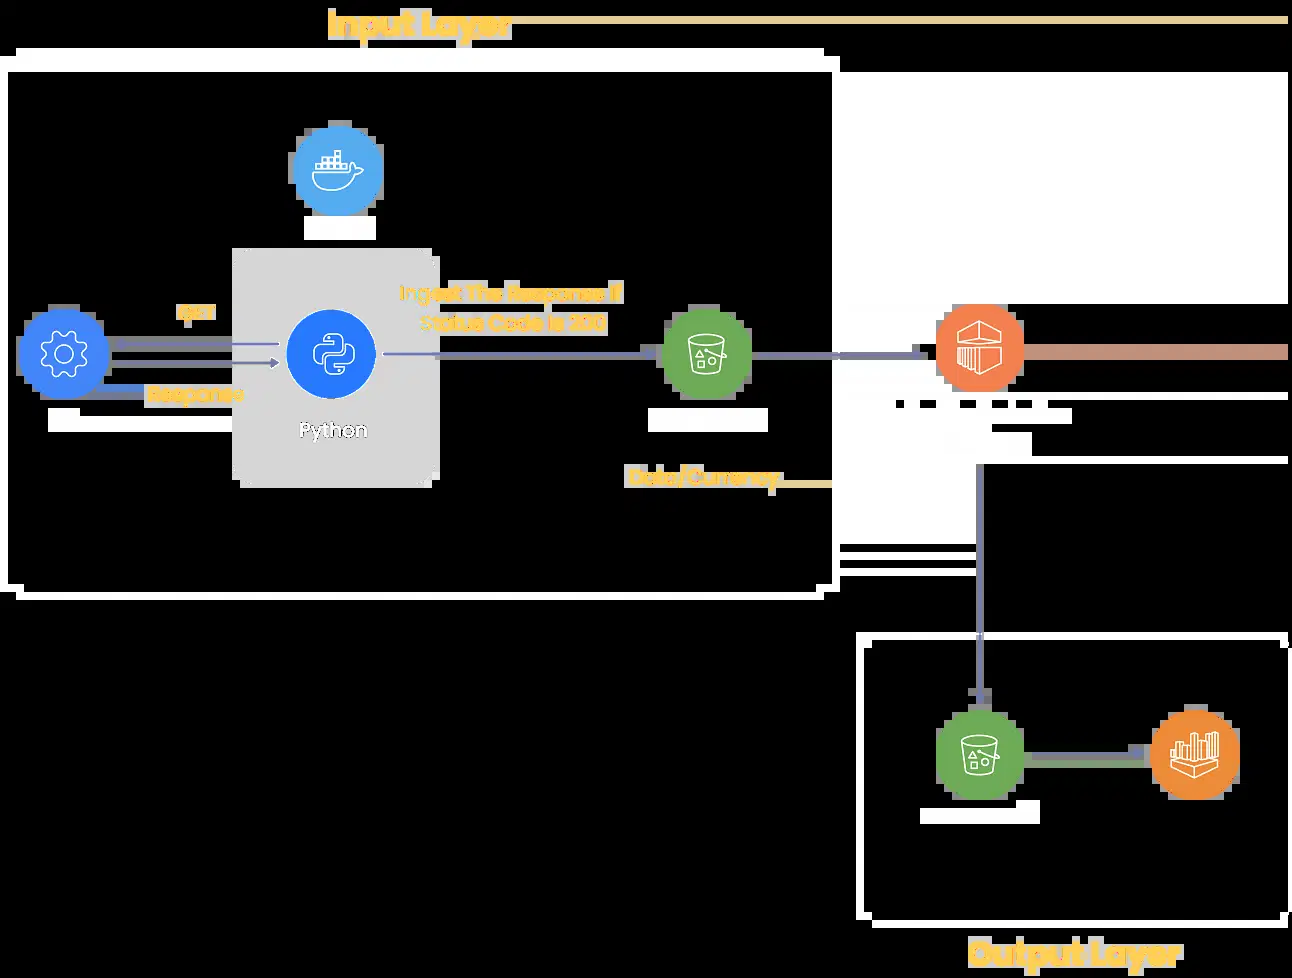 Input Layer
GET
Ingest The Response If
Status Code Is 200
Response
Python
Date/Currency
Output Layer